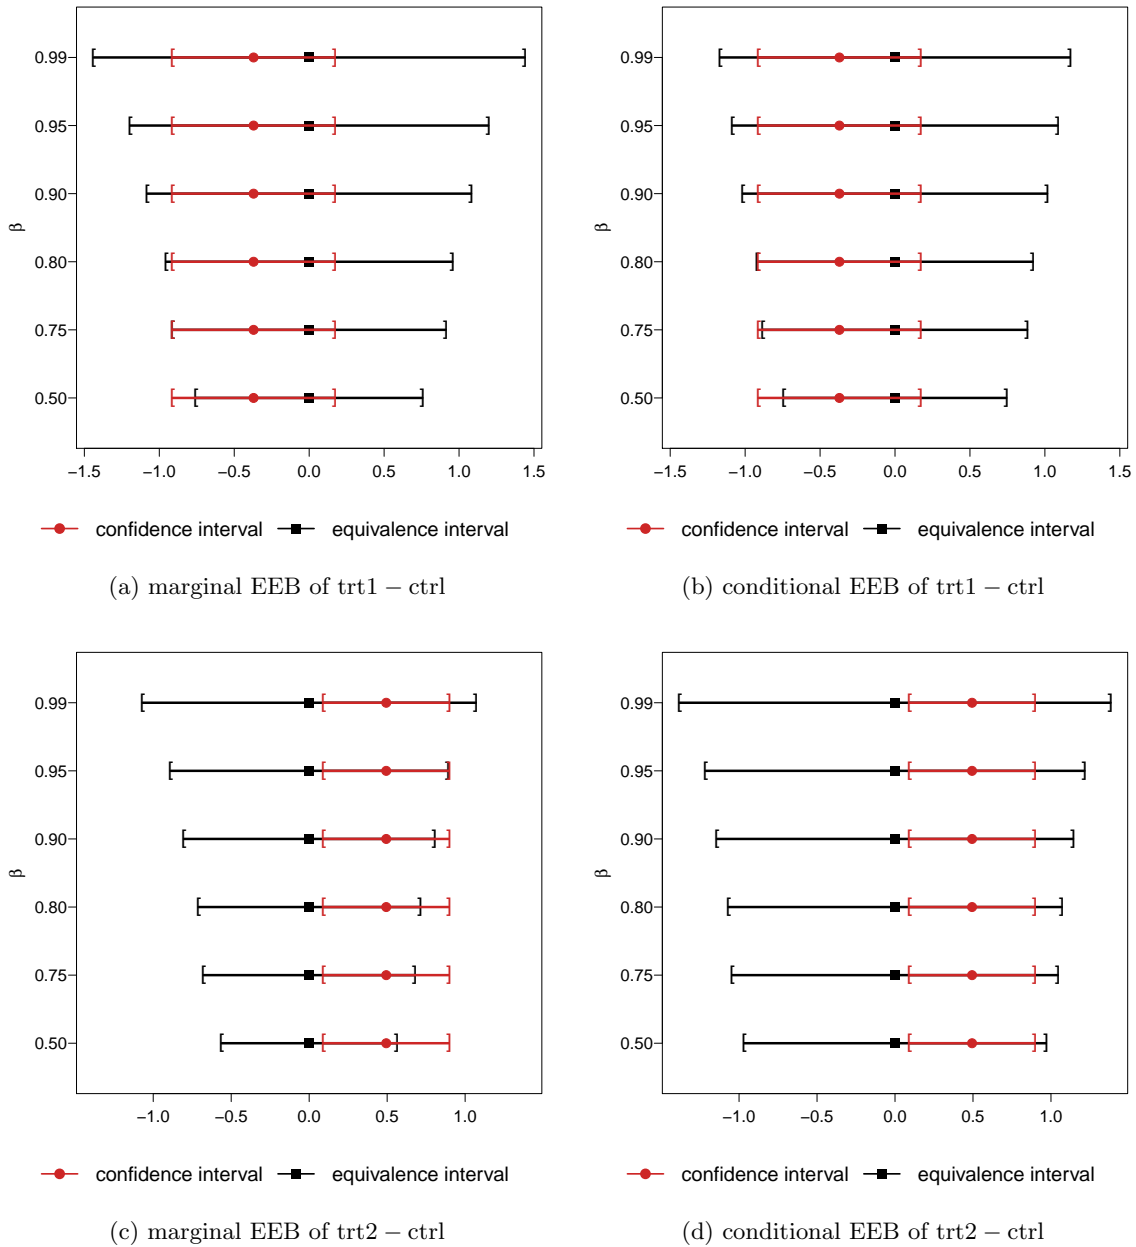 0.99
0.95
0.90
0.80
0.75
0.50
β
−1.5 −1.0 −0.5 0.0 0.5 1.0 1.5
confidence interval equivalence interval
(a) marginal EEB of trt1 − ctrl
0.99
0.95
0.90
0.80
0.75
0.50
β
−1.5 −1.0 −0.5 0.0 0.5 1.0 1.5
confidence interval equivalence interval
(b) conditional EEB of trt1 − ctrl
0.99
0.95
0.90
0.80
0.75
0.50
β
−1.0 −0.5 0.0 0.5 1.0
confidence interval equivalence interval
(c) marginal EEB of trt2 − ctrl
0.99
0.95
0.90
0.80
0.75
0.50
β
−1.0 −0.5 0.0 0.5 1.0
confidence interval equivalence interval
(d) conditional EEB of trt2 − ctrl